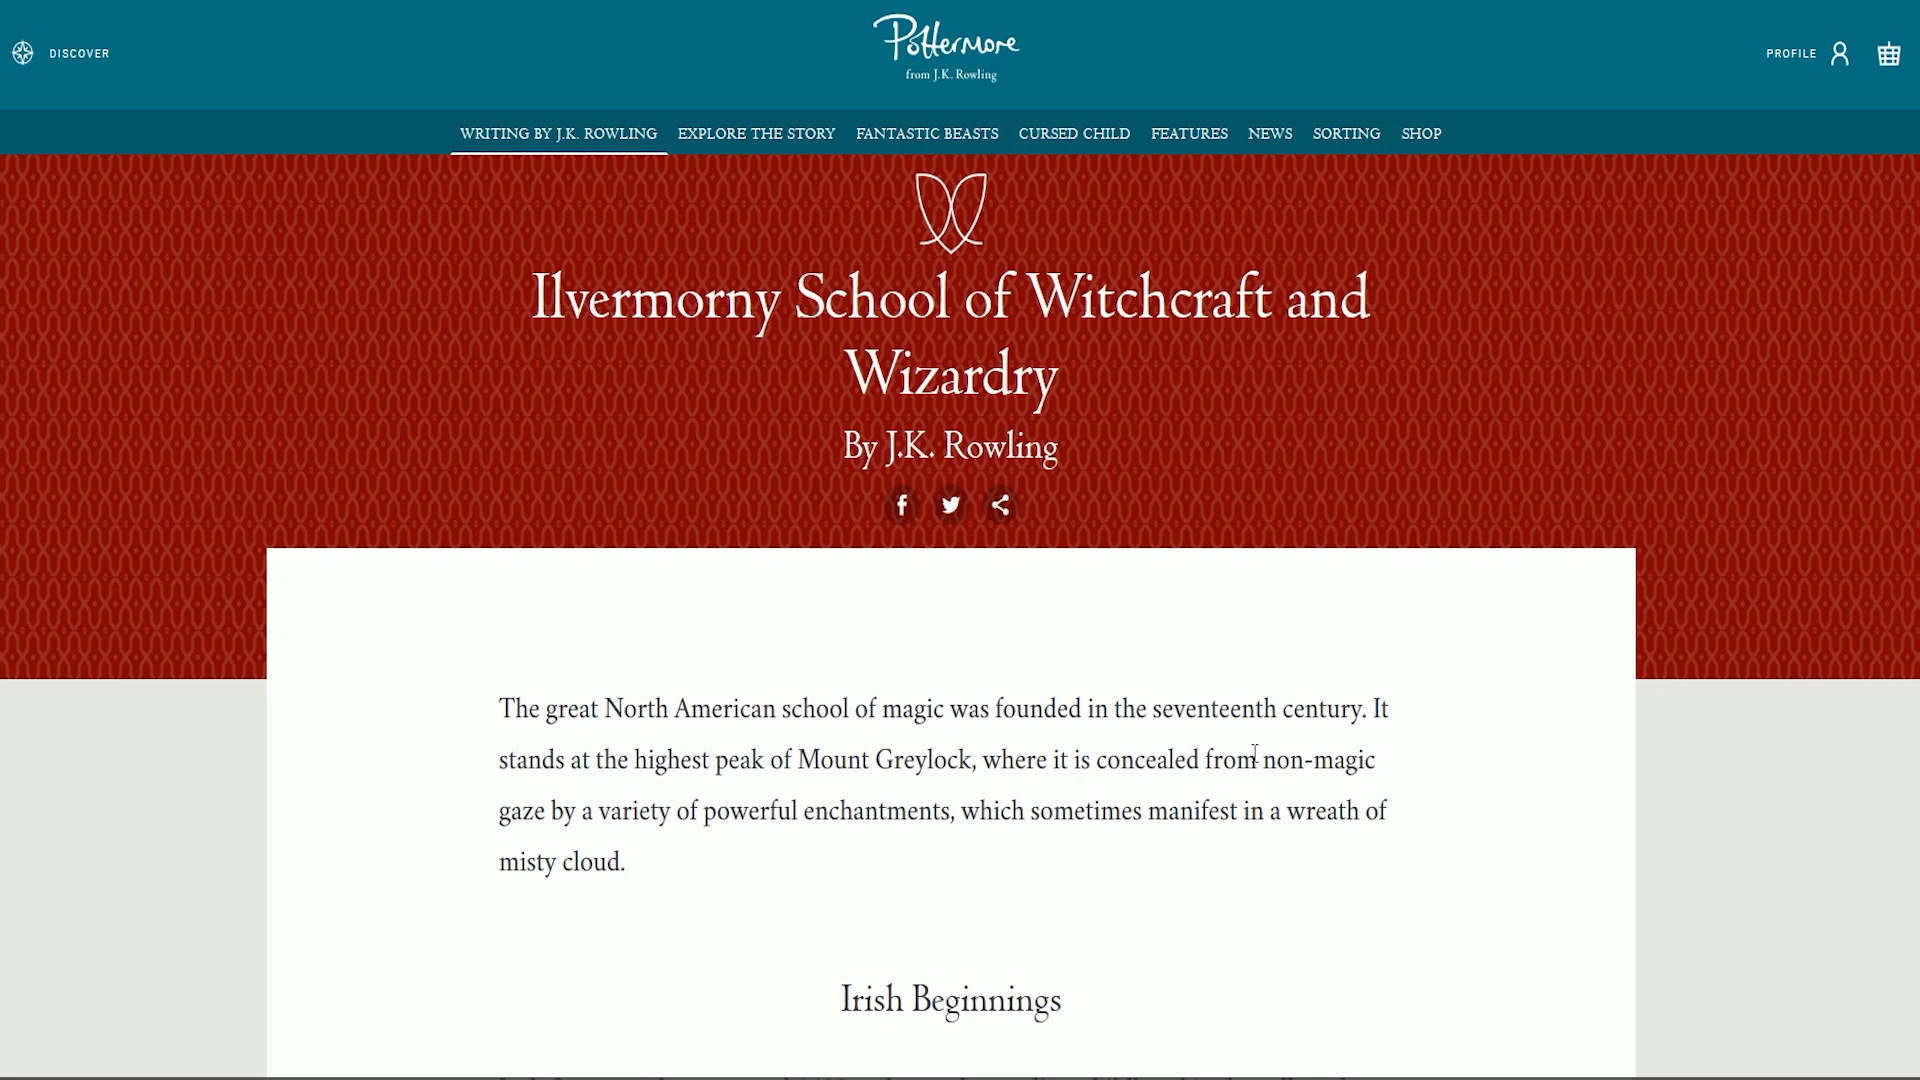 DISCOVER
Pottermore
from J.K. Rowling
PROFILE
WRITING BY J.K. ROWLING EXPLORE THE STORY FANTASTIC BEASTS CURSED CHILD FEATURES NEWS SORTING SHOP
Ilvermorny School of Witchcraft and
Wizardry
By J.K. Rowling
The great North American school of magic was founded in the seventeenth century. It
stands at the highest peak of Mount Greylock, where it is concealed from non-magic
gaze by a variety of powerful enchantments, which sometimes manifest in a wreath of
misty cloud.
Irish Beginnings